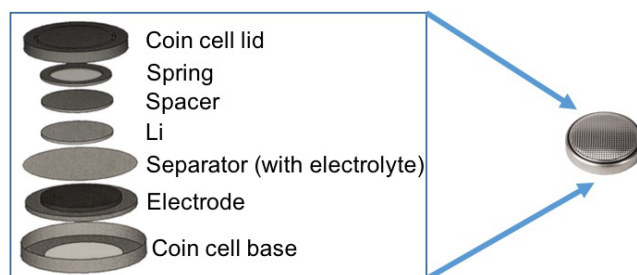 Coin cell lid
Spring
Spacer
Li
Separator (with electrolyte)
Electrode
Coin cell base